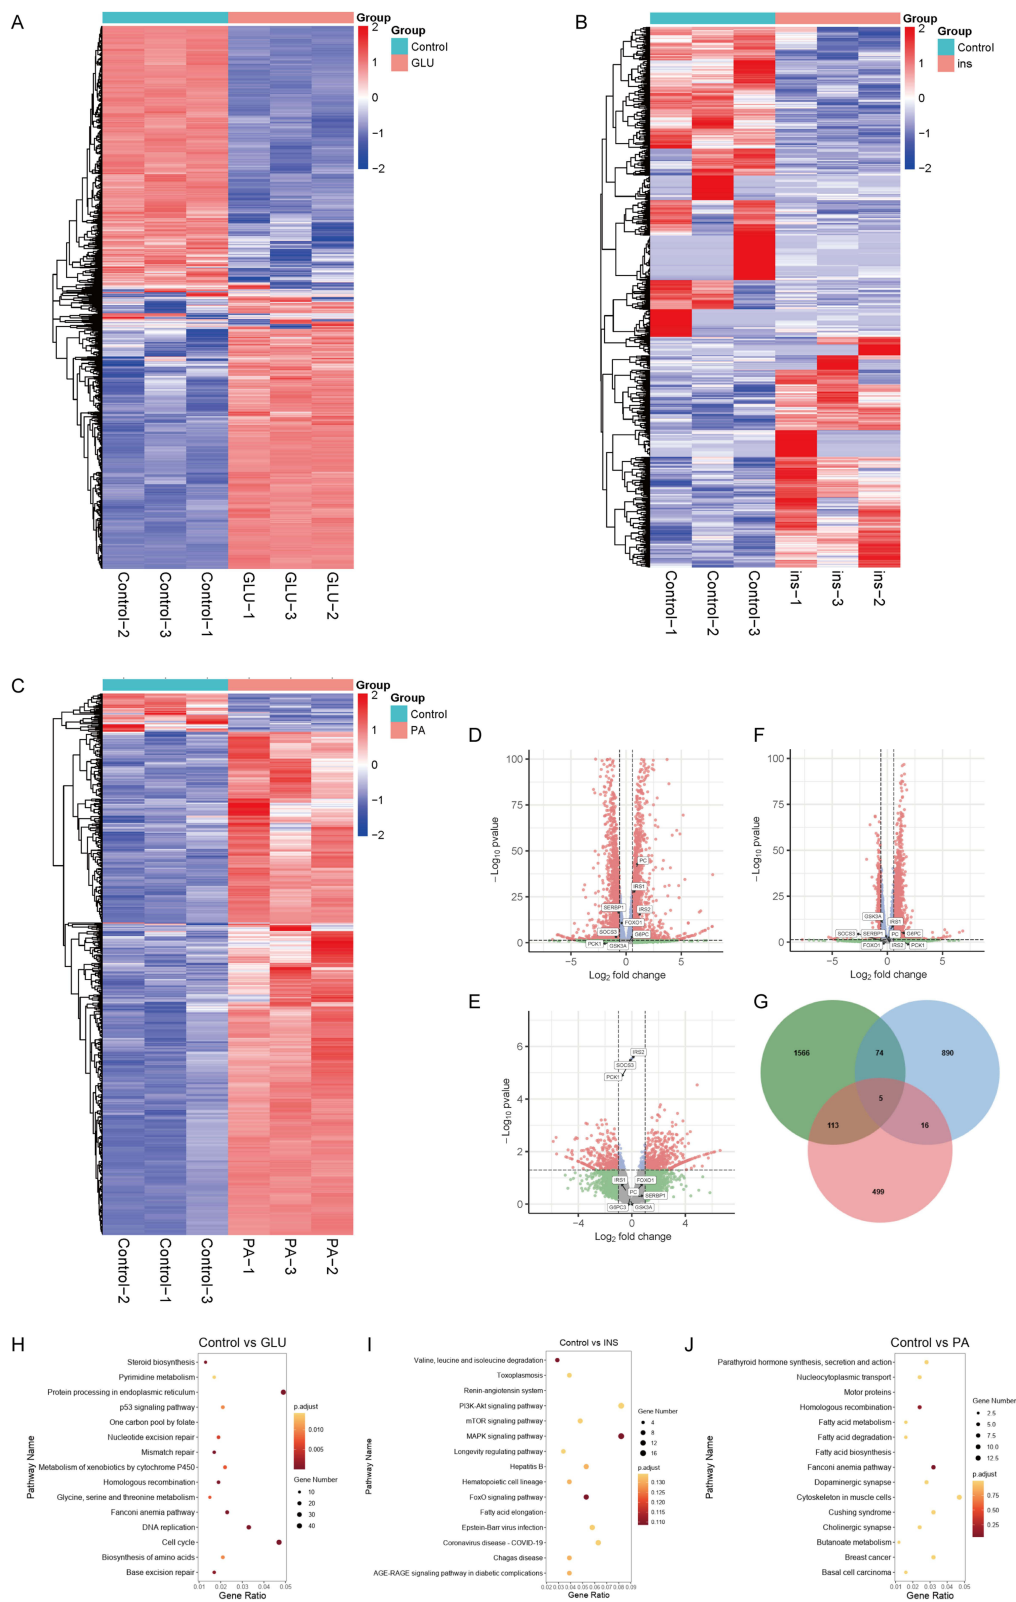 A
Group
Group
Control
GLU
2
1
0
−1
−2
Control−2
Control−3
Control−1
GLU−1
GLU−3
GLU−2
B
Group
Group
Control
ins
2
1
0
−1
−2
Control−1
Control−2
Control−3
ins−1
ins−3
ins−2
C
Group
Group
Control
PA
2
1
0
−1
−2
Control−2
Control−1
Control−3
PA−1
PA−3
PA−2
D
100
75
50
25
0
− Log10 pvalue
PC
IRS1
SERBP1
IRS2
FOXO1
SOCS3
G6PC
PCK1
GSK3A
−5
0
5
Log2 fold change
F
100
75
50
25
0
− Log10 pvalue
GSK3A
IRS1
SOCS3
SERBP1
PC
G6PC
FOXO1
IRS2
PCK1
−5
0
5
Log2 fold change
E
6
4
2
0
− Log10 pvalue
IRS2
SOCS3
PCK1
IRS1
FOXO1
PC
SERBP1
G6PC3
GSK3A
−4
0
4
Log2 fold change
G
1566
74
890
5
113
16
499
H
Control vs GLU
Pathway Name
Steroid biosynthesis
Pyrimidine metabolism
Protein processing in endoplasmic reticulum
p53 signaling pathway
One carbon pool by folate
Nucleotide excision repair
Mismatch repair
Metabolism of xenobiotics by cytochrome P450
Homologous recombination
Glycine, serine and threonine metabolism
Fanconi anemia pathway
DNA replication
Cell cycle
Biosynthesis of amino acids
Base excision repair
0.01
0.02
0.03
0.04
0.05
Gene Ratio
p.adjust
0.010
0.005
Gene Number
10
20
30
40
I
Control vs INS
Pathway Name
Valine, leucine and isoleucine degradation
Toxoplasmosis
Renin-angiotensin system
PI3K-Akt signaling pathway
mTOR signaling pathway
MAPK signaling pathway
Longevity regulating pathway
Hepatitis B
Hematopoietic cell lineage
FoxO signaling pathway
Fatty acid elongation
Epstein-Barr virus infection
Coronavirus disease - COVID-19
Chagas disease
AGE-RAGE signaling pathway in diabetic complications
0.02
0.03
0.04
0.05
0.06
0.07
0.08
0.09
Gene Ratio
Gene Number
4
8
12
16
p.adjust
0.130
0.125
0.120
0.115
0.110
J
Control vs PA
Pathway Name
Parathyroid hormone synthesis, secretion and action
Nucleocytoplasmic transport
Motor proteins
Homologous recombination
Fatty acid metabolism
Fatty acid degradation
Fatty acid biosynthesis
Fanconi anemia pathway
Dopaminergic synapse
Cytoskeleton in muscle cells
Cushing syndrome
Cholinergic synapse
Butanoate metabolism
Breast cancer
Basal cell carcinoma
0.01
0.02
0.03
0.04
0.05
Gene Ratio
Gene Number
2.5
5.0
7.5
10.0
12.5
p.adjust
0.75
0.50
0.25